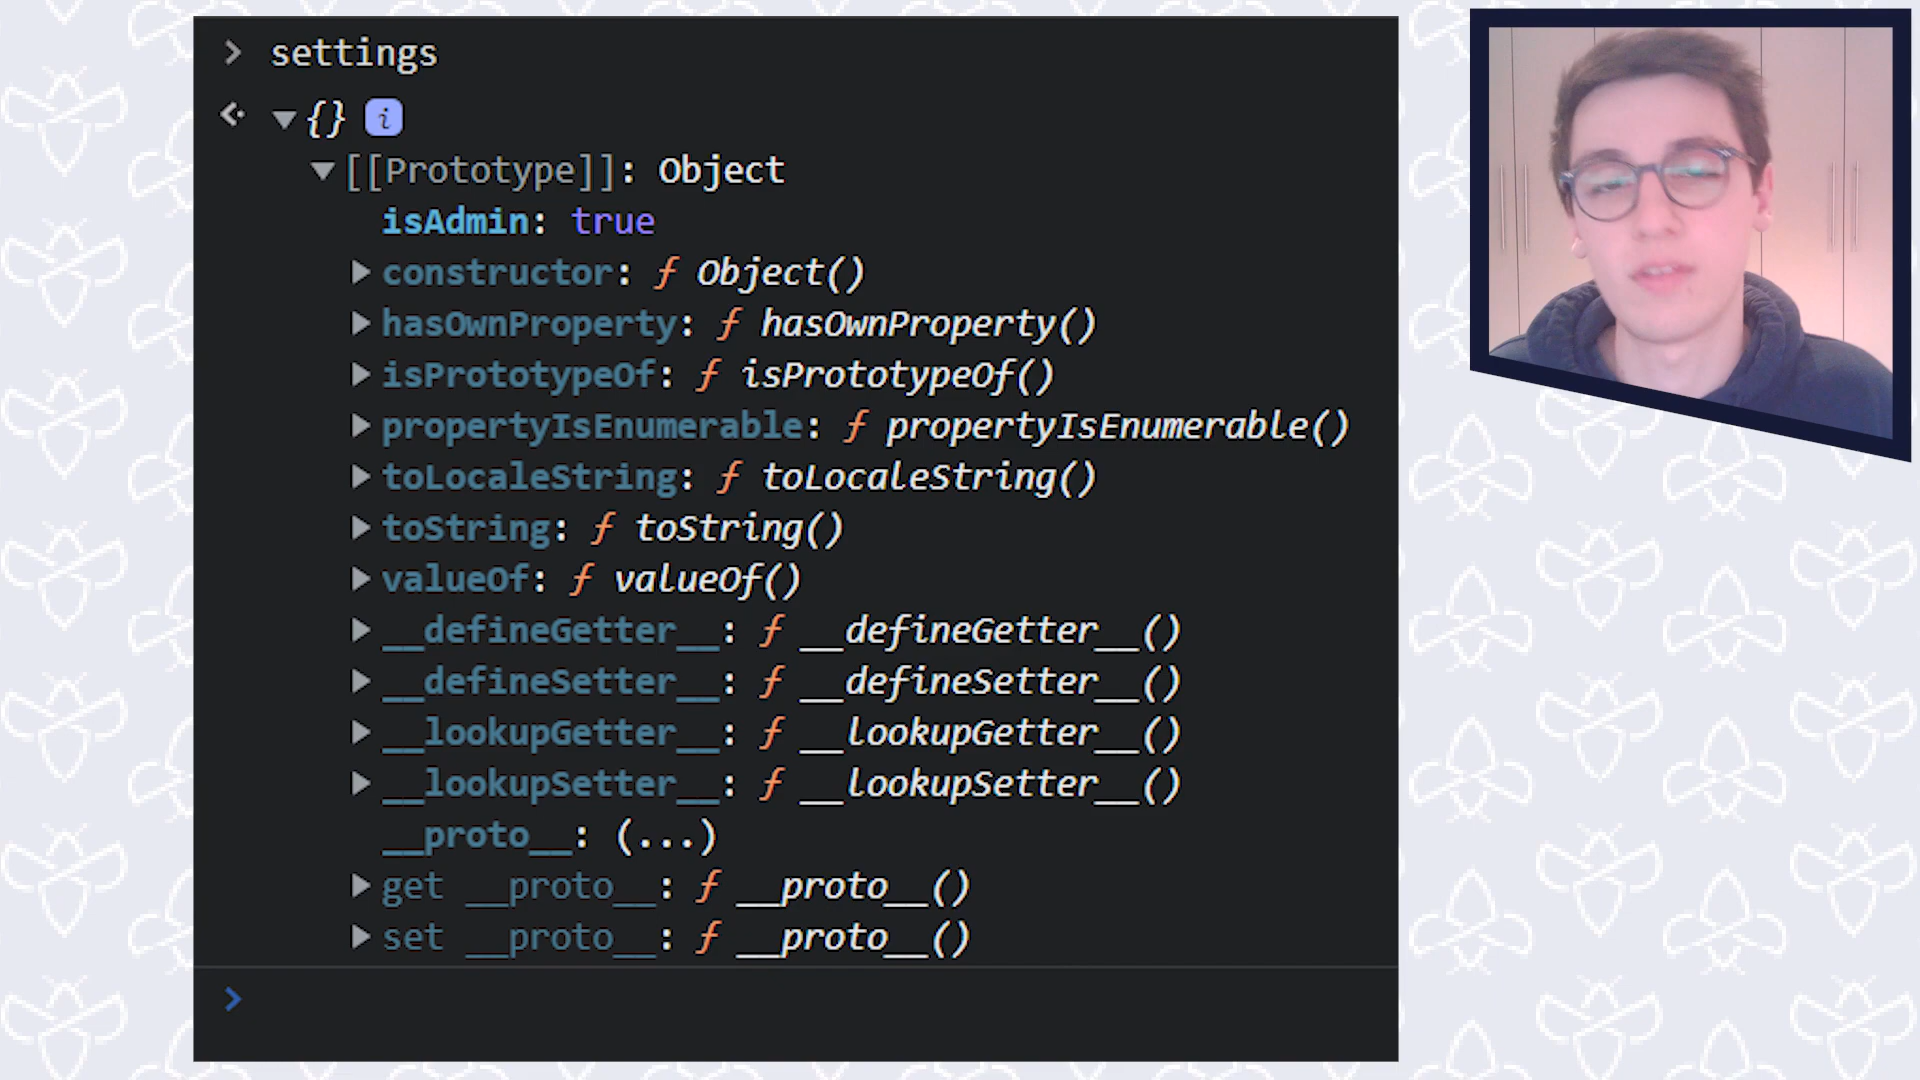 > settings
{} i
[[Prototype]]: Object
isAdmin: true
constructor: ƒ Object()
hasOwnProperty: ƒ hasOwnProperty()
isPrototypeOf: ƒ isPrototypeOf()
propertyIsEnumerable: ƒ propertyIsEnumerable()
toLocaleString: ƒ toLocaleString()
toString: ƒ toString()
valueOf: ƒ valueOf()
__defineGetter__: ƒ __defineGetter__()
__defineSetter__: ƒ __defineSetter__()
__lookupGetter__: ƒ __lookupGetter__()
__lookupSetter__: ƒ __lookupSetter__()
__proto__: (...)
get __proto__: ƒ __proto__()
set __proto__: ƒ __proto__()
>